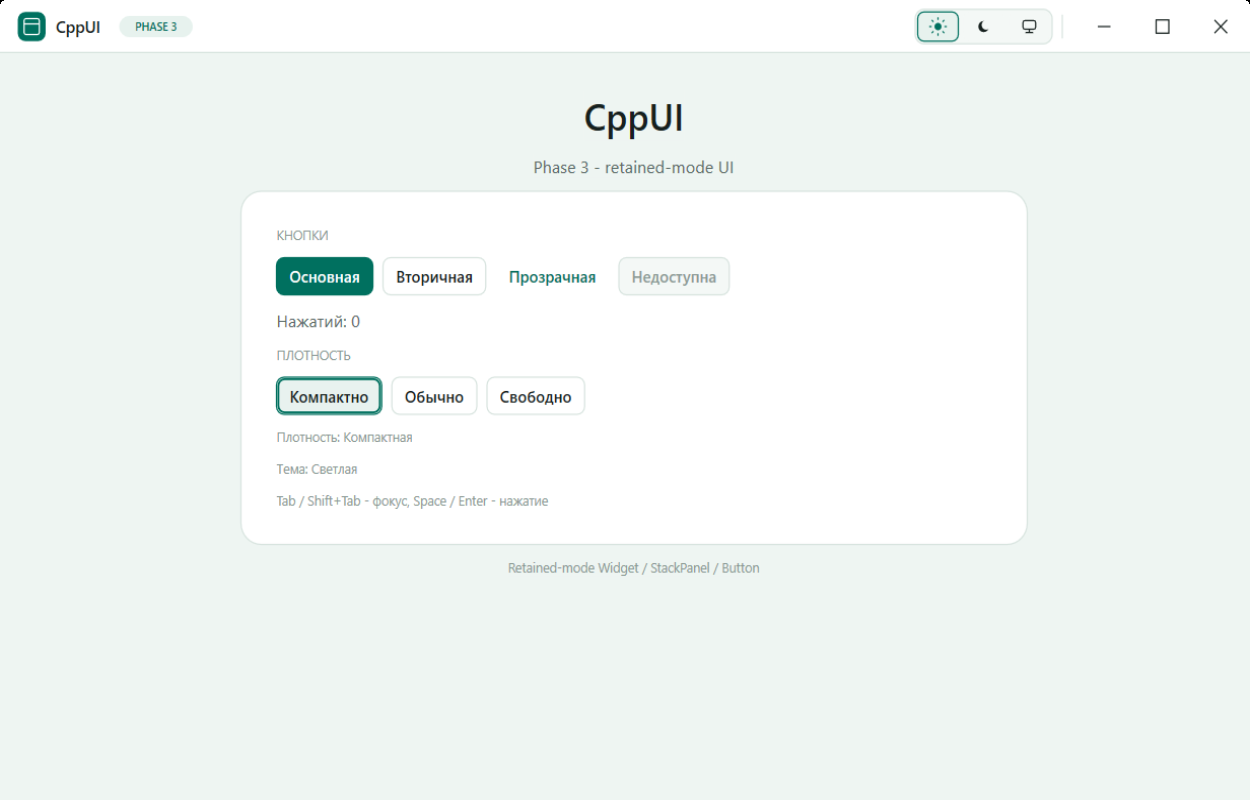 CppUI PHASE 3
CppUI
Phase 3 - retained-mode UI
КНОПКИ
Основная Вторичная Прозрачная Недоступна
Нажатий: 0
ПЛОТНОСТЬ
Компактно Обычно Свободно
Плотность: Компактная
Тема: Светлая
Tab / Shift+Tab - фокус, Space / Enter - нажатие
Retained-mode Widget / StackPanel / Button